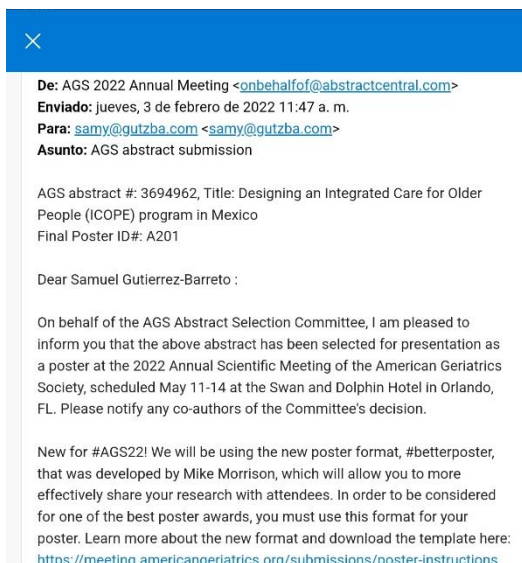 De: AGS 2022 Annual Meeting <onbehalfof@abstractcentral.com>
Enviado: jueves, 3 de febrero de 2022 11:47 a. m.
Para: samy@gutzba.com <samy@gutzba.com>
Asunto: AGS abstract submission
AGS abstract #: 3694962, Title: Designing an Integrated Care for Older
People (ICOPE) program in Mexico
Final Poster ID#: A201
Dear Samuel Gutierrez-Barreto :
On behalf of the AGS Abstract Selection Committee, I am pleased to
inform you that the above abstract has been selected for presentation as
a poster at the 2022 Annual Scientific Meeting of the American Geriatrics
Society, scheduled May 11-14 at the Swan and Dolphin Hotel in Orlando,
FL. Please notify any co-authors of the Committee's decision.
New for #AGS22! We will be using the new poster format, #betterposter,
that was developed by Mike Morrison, which will allow you to more
effectively share your research with attendees. In order to be considered
for one of the best poster awards, you must use this format for your
poster. Learn more about the new format and download the template here:
https://meeting.americangeriatrics.org/submissions/poster-instructions